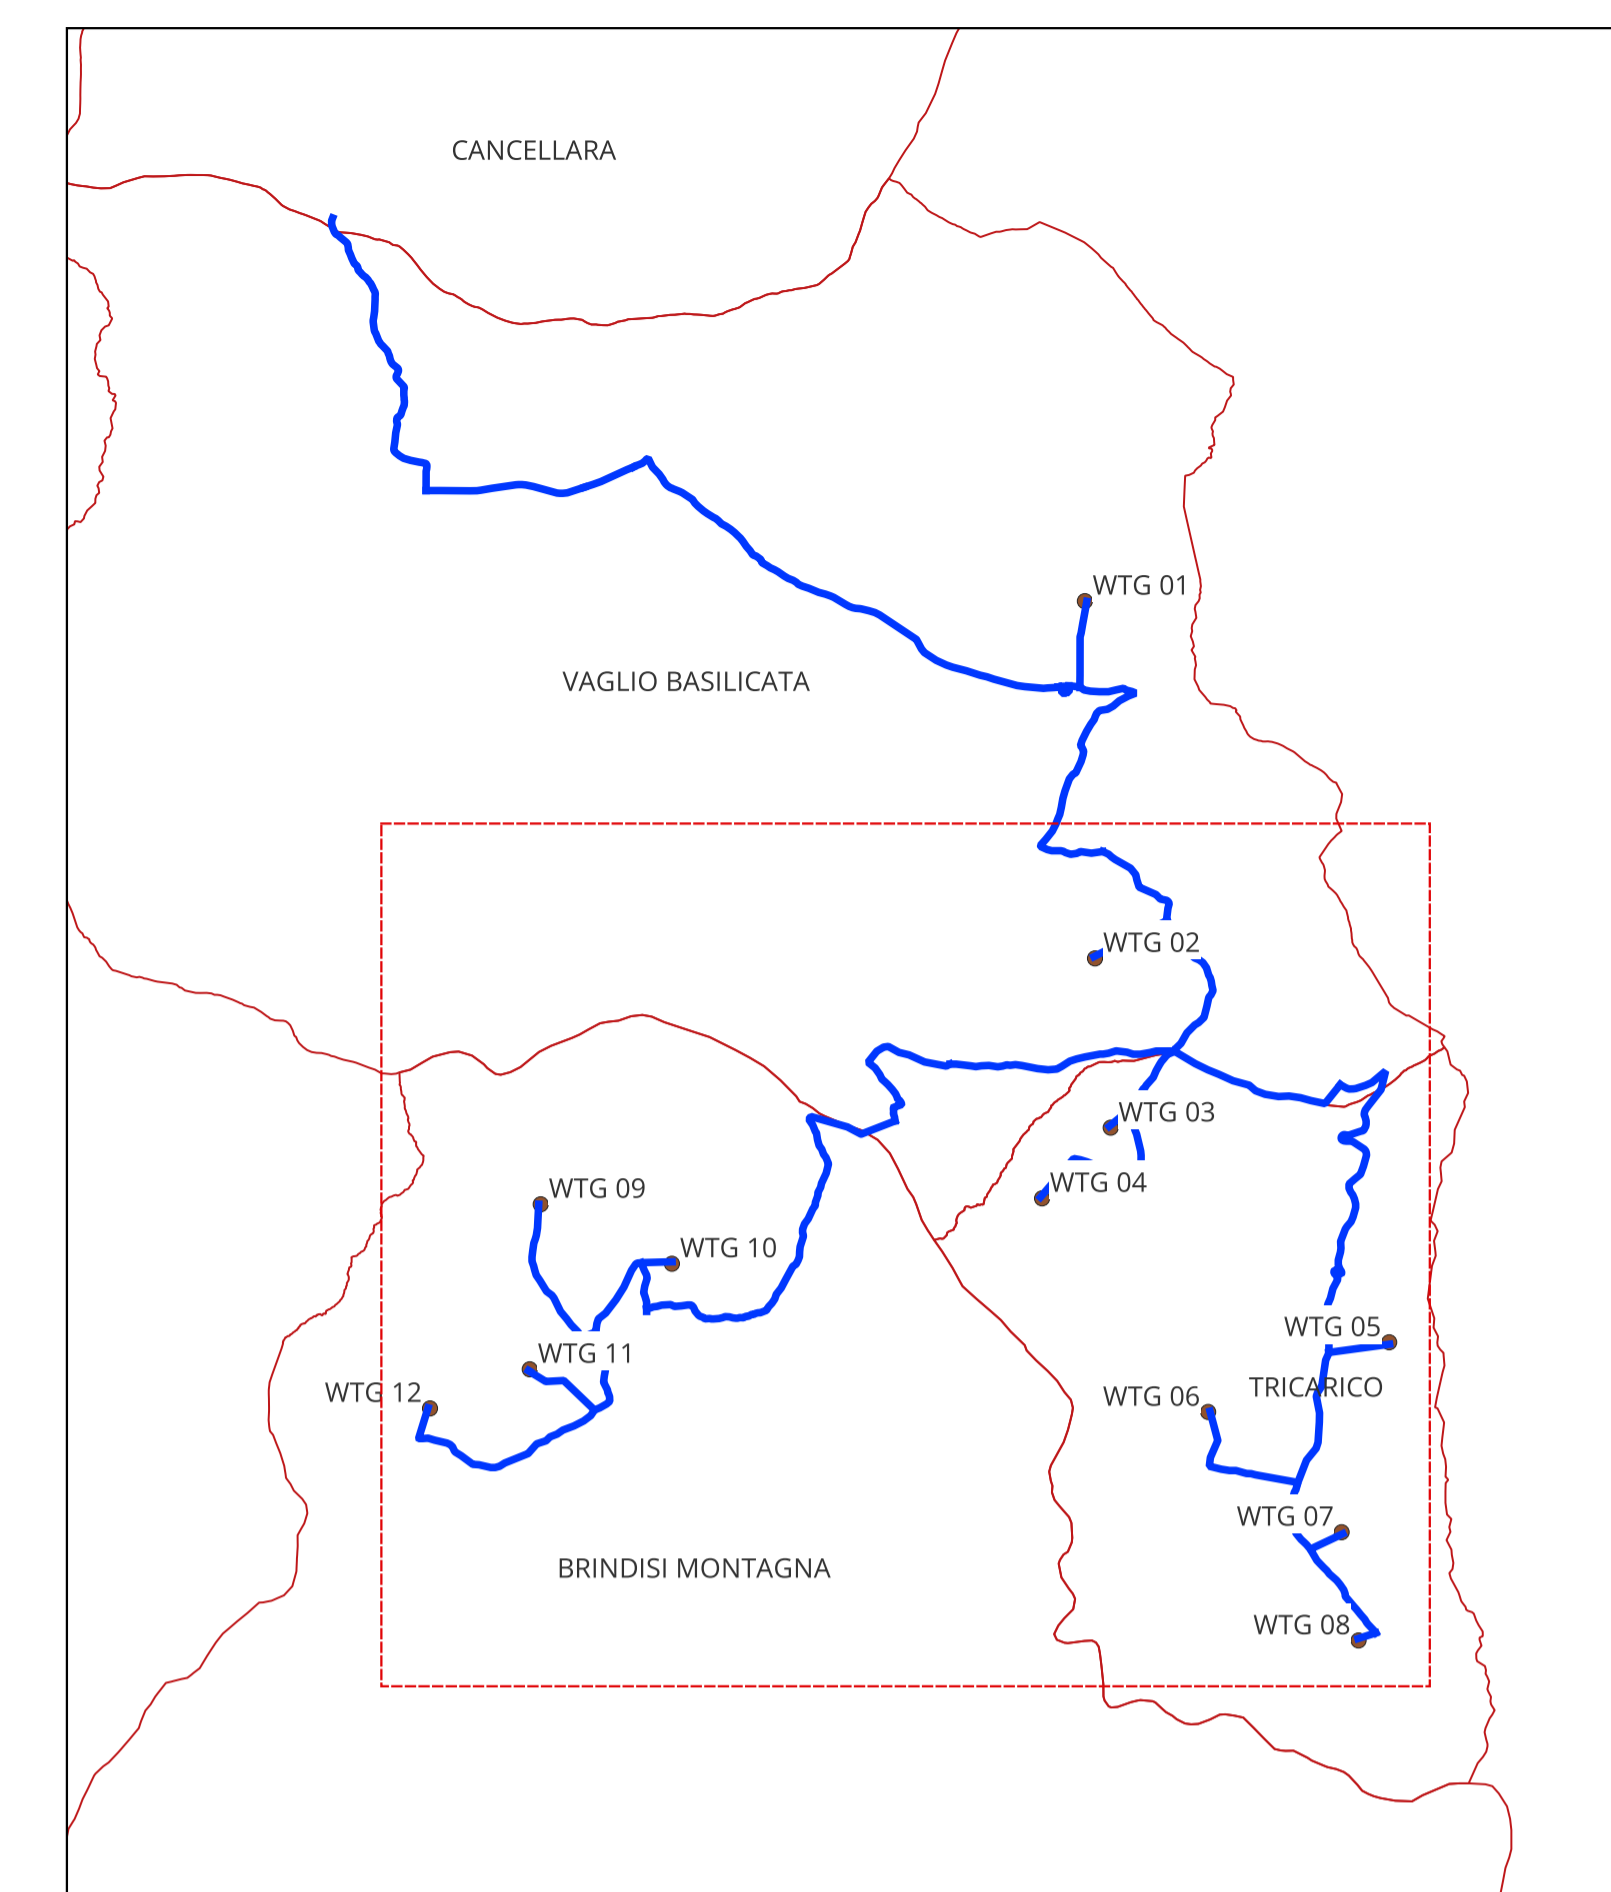 CANCELLARA
WTG 01
VAGLIO BASILICATA
WTG 02
WTG 03
WTG 04
WTG 09
WTG 10
WTG 05
WTG 11
TRICARICO
WTG 12
WTG 06
WTG 07
BRINDISI MONTAGNA
WTG 08